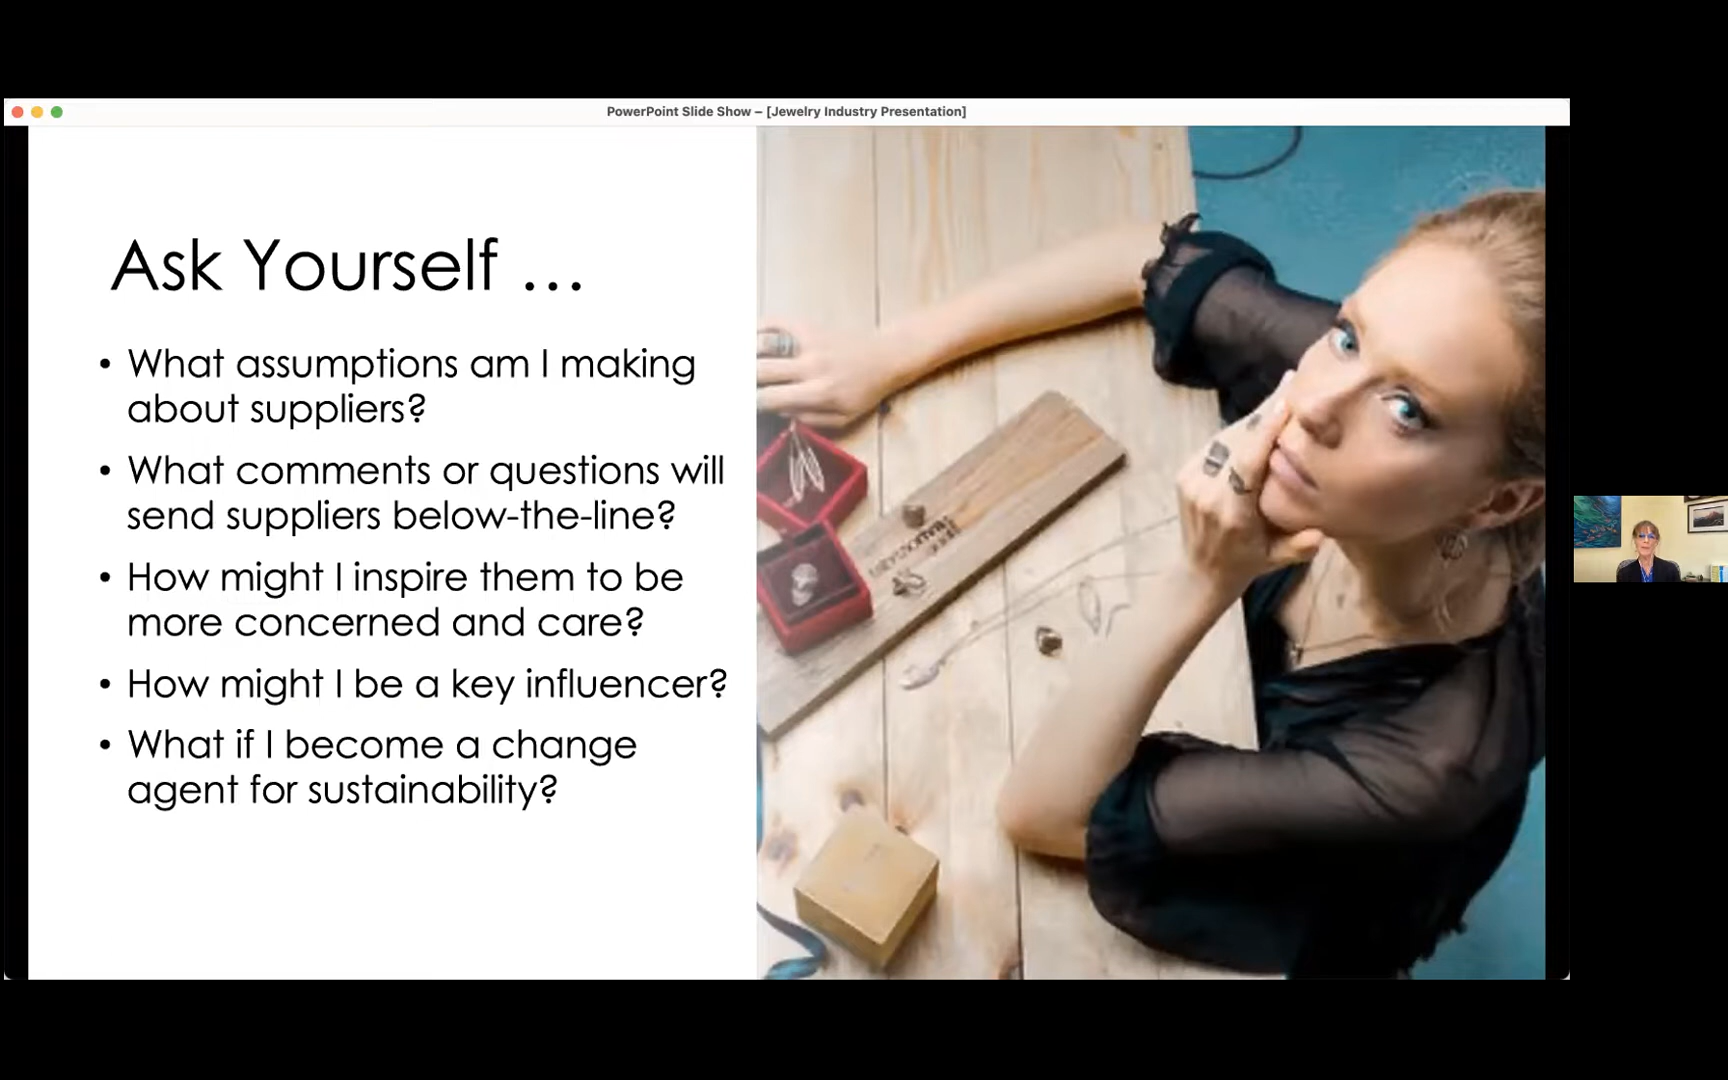 PowerPoint Slide Show – [Jewelry Industry Presentation]
Ask Yourself ...
• What assumptions am I making
about suppliers?
• What comments or questions will
send suppliers below-the-line?
• How might I inspire them to be
more concerned and care?
• How might I be a key influencer?
• What if I become a change
agent for sustainability?